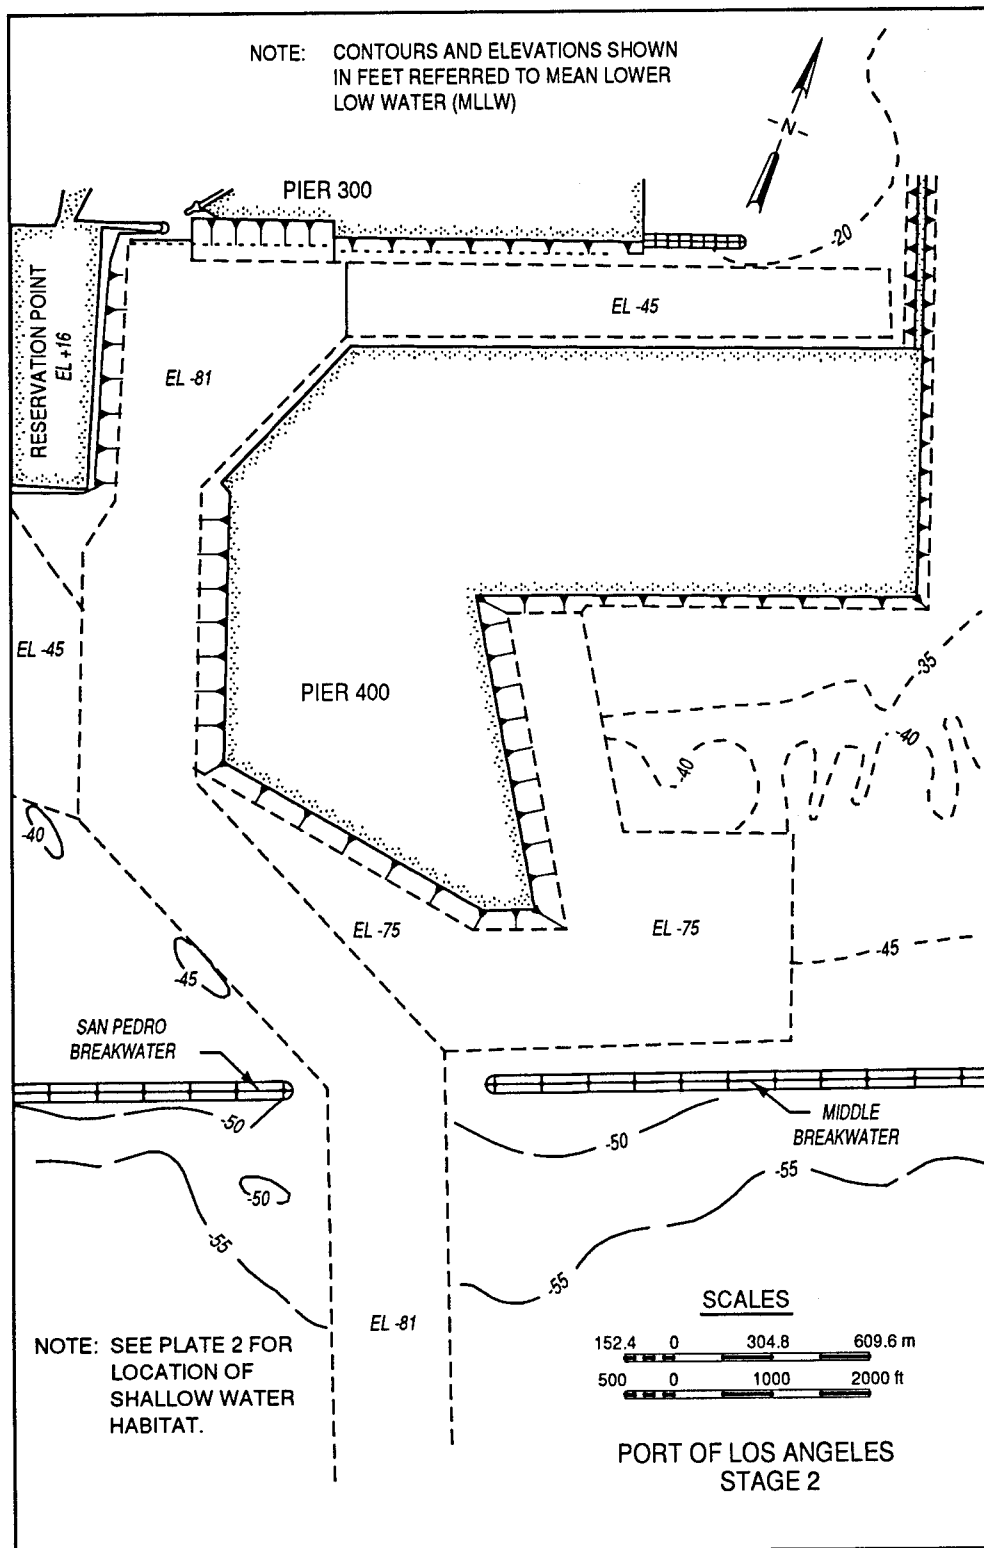 NOTE: CONTOURS AND ELEVATIONS SHOWN
IN FEET REFERRED TO MEAN LOWER
LOW WATER (MLLW)
N
PIER 300
-20
RESERVATION POINT
EL +16
EL -45
EL -81
EL -45
-35
PIER 400
-40
-40
-40
EL -75
EL -75
-45
-45
SAN PEDRO
BREAKWATER
-50
MIDDLE
BREAKWATER
-50
-50
-55
-55
-55
EL -81
SCALES
152.4 0 304.8 609.6 m
500 0 1000 2000 ft
NOTE: SEE PLATE 2 FOR
LOCATION OF
SHALLOW WATER
HABITAT.
PORT OF LOS ANGELES
STAGE 2